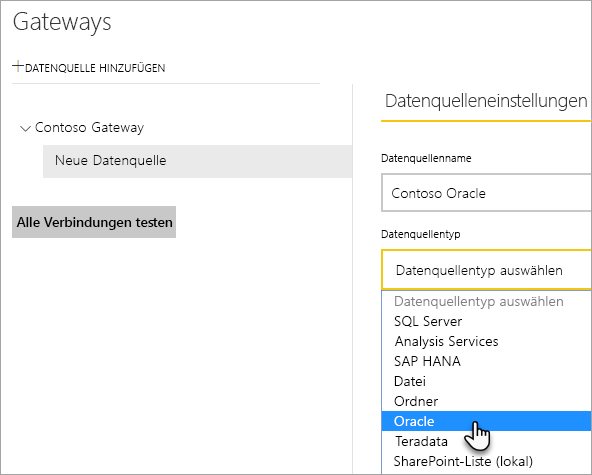 Gateways
+DATENQUELLE HINZUFÜGEN
Contoso Gateway
Neue Datenquelle
Alle Verbindungen testen
Datenquelleneinstellungen
Datenquellenname
Contoso Oracle
Datenquellentyp
Datenquellentyp auswählen
Datenquellentyp auswählen
SQL Server
Analysis Services
SAP HANA
Datei
Ordner
Oracle
Teradata
SharePoint-Liste (lokal)